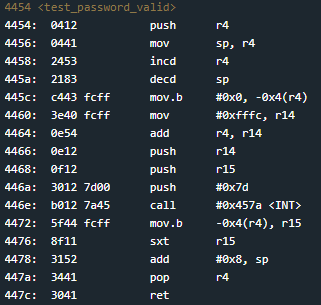 4454 <test_password_valid>
4454: 0412 push r4
4456: 0441 mov sp, r4
4458: 2453 incd r4
445a: 2183 decd sp
445c: c443 fcff mov.b #0x0, -0x4(r4)
4460: 3e40 fcff mov #0xfffc, r14
4464: 0e54 add r4, r14
4466: 0e12 push r14
4468: 0f12 push r15
446a: 3012 7d00 push #0x7d
446e: b012 7a45 call #0x457a <INT>
4472: 5f44 fcff mov.b -0x4(r4), r15
4476: 8f11 sxt r15
4478: 3152 add #0x8, sp
447a: 3441 pop r4
447c: 3041 ret